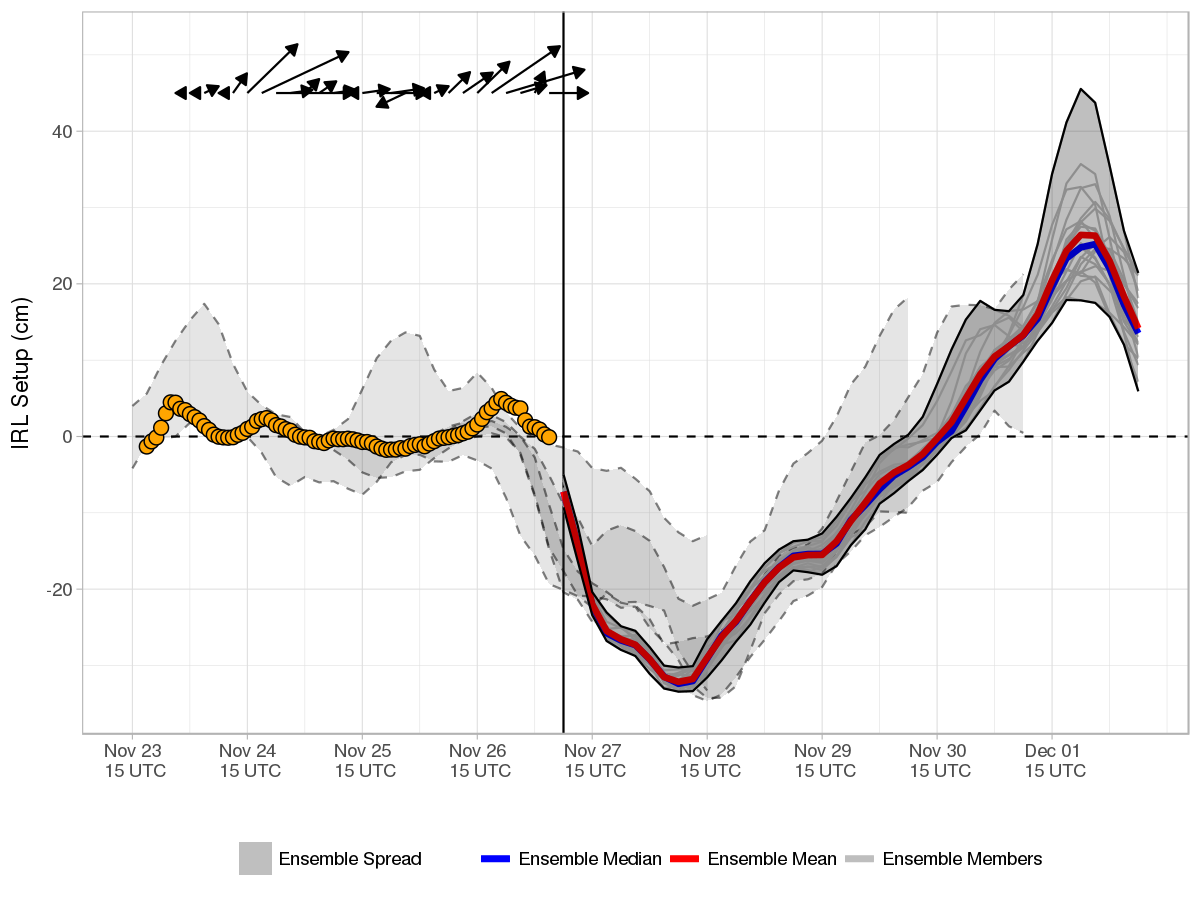 IRL Setup (cm)
40
20
0
-20
Nov 23 Nov 24 Nov 25 Nov 26 Nov 27 Nov 28 Nov 29 Nov 30 Dec 01
15 UTC 15 UTC 15 UTC 15 UTC 15 UTC 15 UTC 15 UTC 15 UTC 15 UTC
Ensemble Spread Ensemble Median Ensemble Mean Ensemble Members